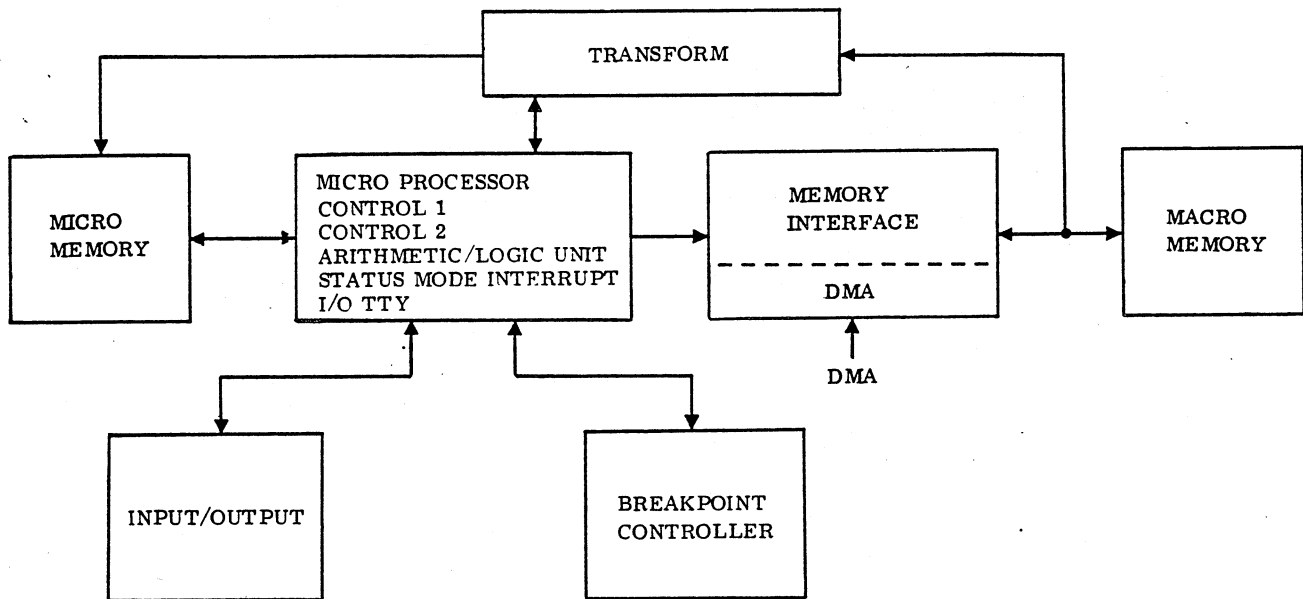 TRANSFORM
MICRO
MEMORY
MICRO PROCESSOR
CONTROL 1
CONTROL 2
ARITHMETIC/LOGIC UNIT
STATUS MODE INTERRUPT
I/O TTY
MEMORY
INTERFACE
DMA
MACRO
MEMORY
DMA
INPUT/OUTPUT
BREAKPOINT
CONTROLLER